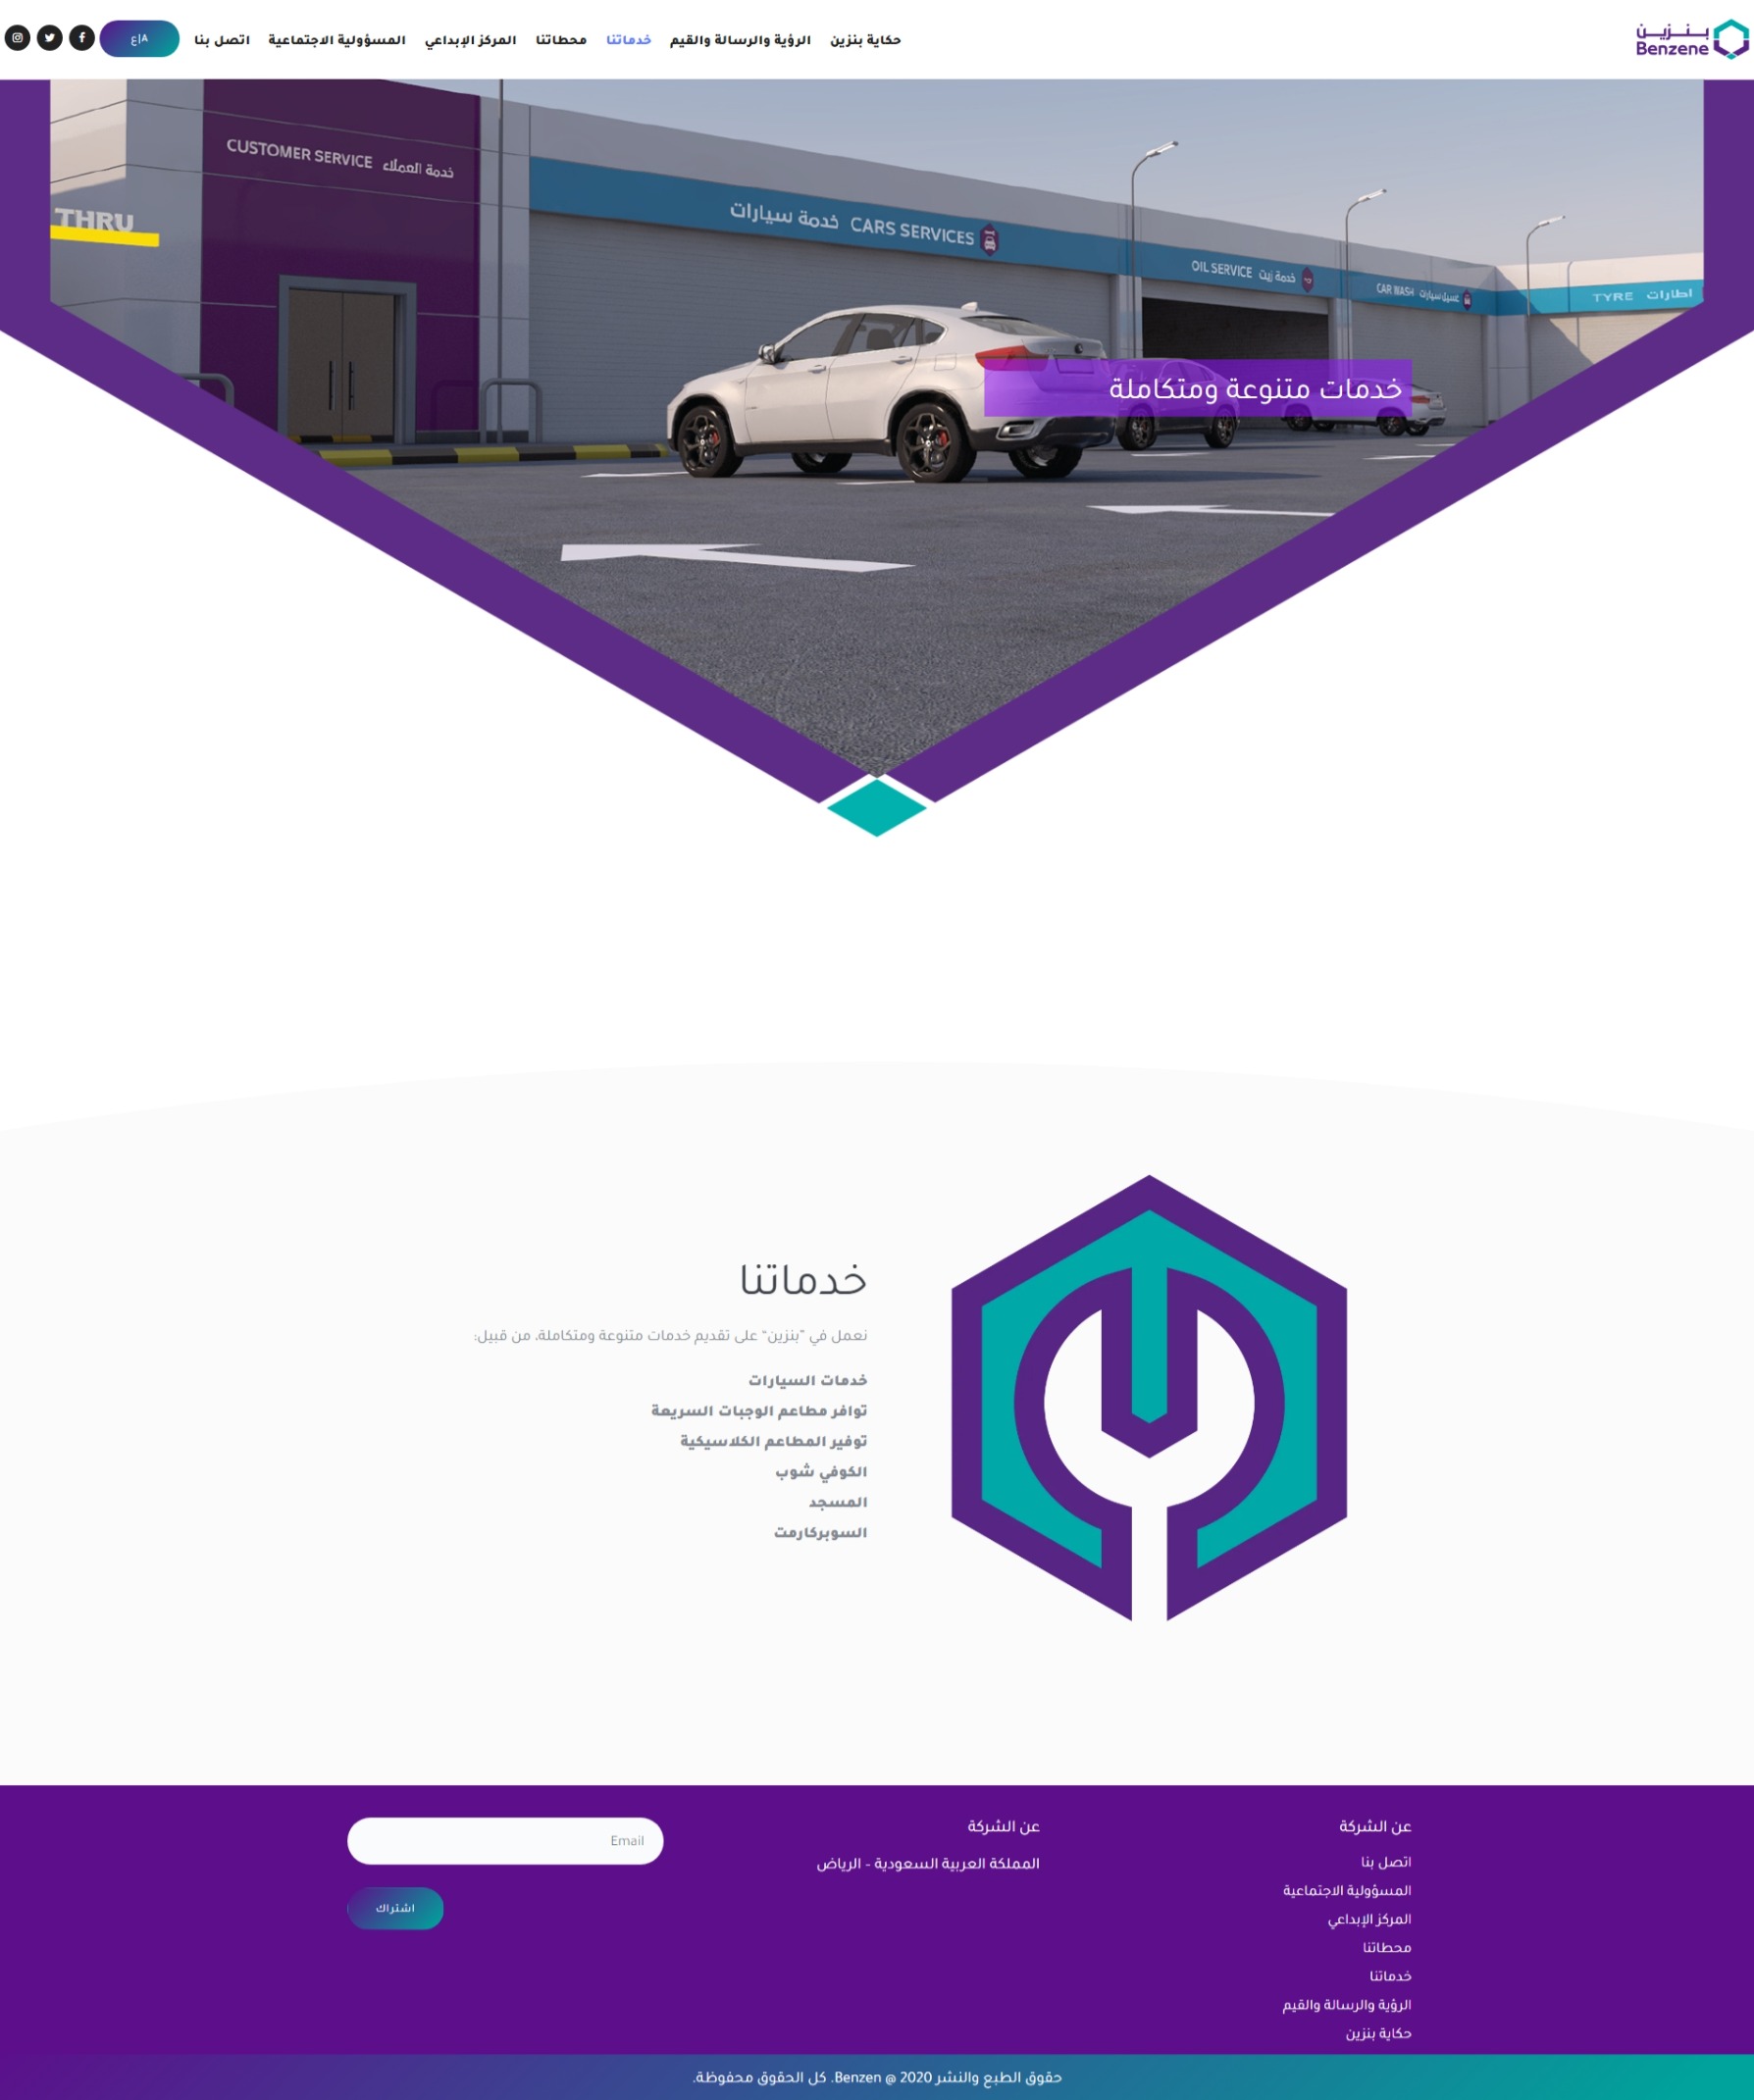 بنزين
Benzene
حكاية بنزين
الرؤية والرسالة والقيم
خدماتنا
محطاتنا
المركز الإبداعي
المسؤولية الاجتماعية
اتصل بنا
ع|A
CUSTOMER SERVICE خدمة العملاء
THRU
خدمة سيارات CARS SERVICES
OIL SERVICE خدمة زيت
CAR WASH غسيل سيارات
TYRE اطارات
خدمات متنوعة ومتكاملة
خدماتنا
نعمل في ”بنزين“ على تقديم خدمات متنوعة ومتكاملة، من قبيل:
خدمات السيارات
توافر مطاعم الوجبات السريعة
توفير المطاعم الكلاسيكية
الكوفي شوب
المسجد
السوبركارمت
عن الشركة
اتصل بنا
المسؤولية الاجتماعية
المركز الإبداعي
محطاتنا
خدماتنا
الرؤية والرسالة والقيم
حكاية بنزين
عن الشركة
المملكة العربية السعودية - الرياض
Email
اشتراك
حقوق الطبع والنشر 2020 @ Benzen. كل الحقوق محفوظة.